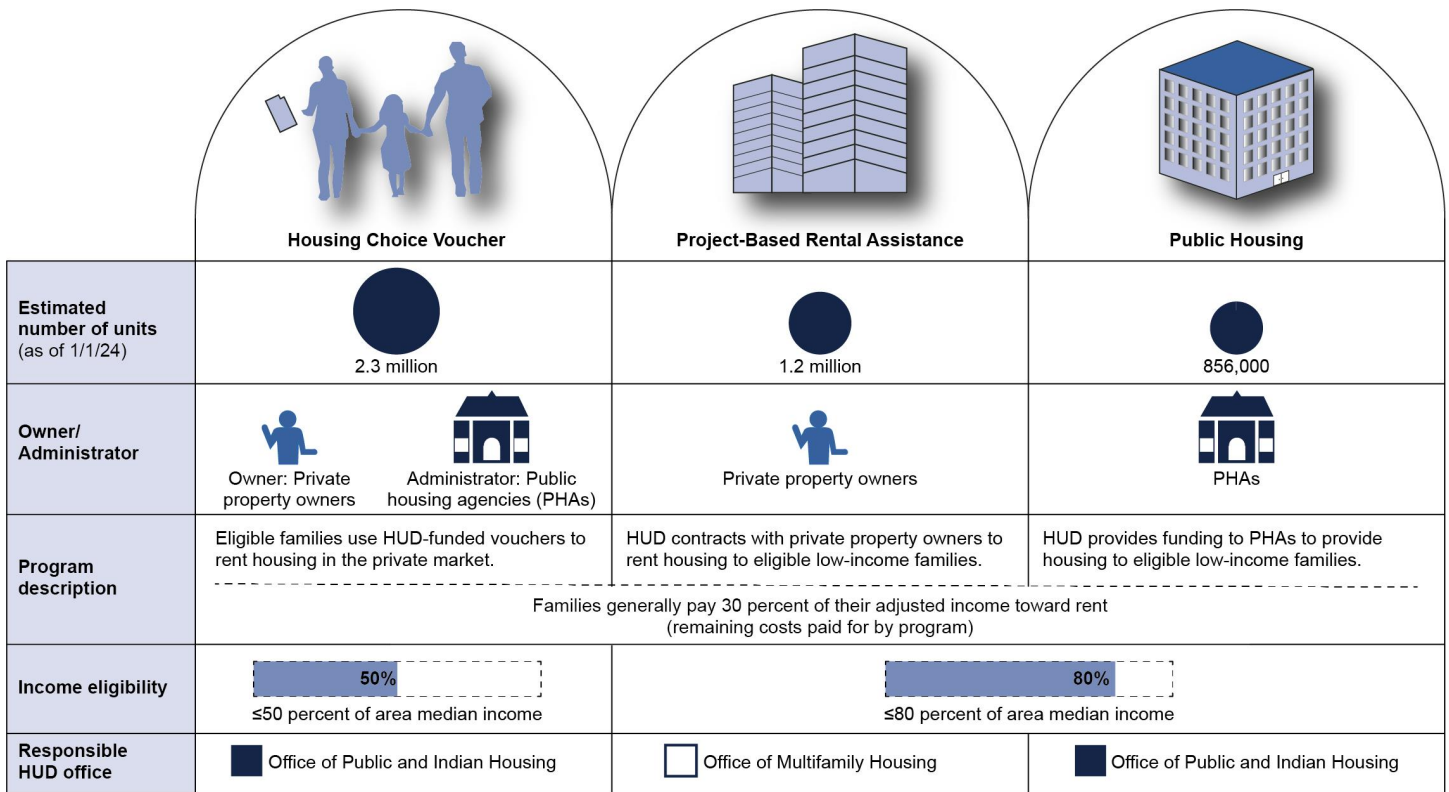 Housing Choice Voucher
Project-Based Rental Assistance
Public Housing
Estimated
number of units
(as of 1/1/24)
2.3 million
1.2 million
856,000
Owner/
Administrator
Owner: Private
property owners
Administrator: Public
housing agencies (PHAs)
Private property owners
PHAs
Program
description
Eligible families use HUD-funded vouchers to
rent housing in the private market.
HUD contracts with private property owners to
rent housing to eligible low-income families.
HUD provides funding to PHAs to provide
housing to eligible low-income families.
Families generally pay 30 percent of their adjusted income toward rent
(remaining costs paid for by program)
Income eligibility
50%
≤50 percent of area median income
80%
≤80 percent of area median income
Responsible
HUD office
Office of Public and Indian Housing
Office of Multifamily Housing
Office of Public and Indian Housing